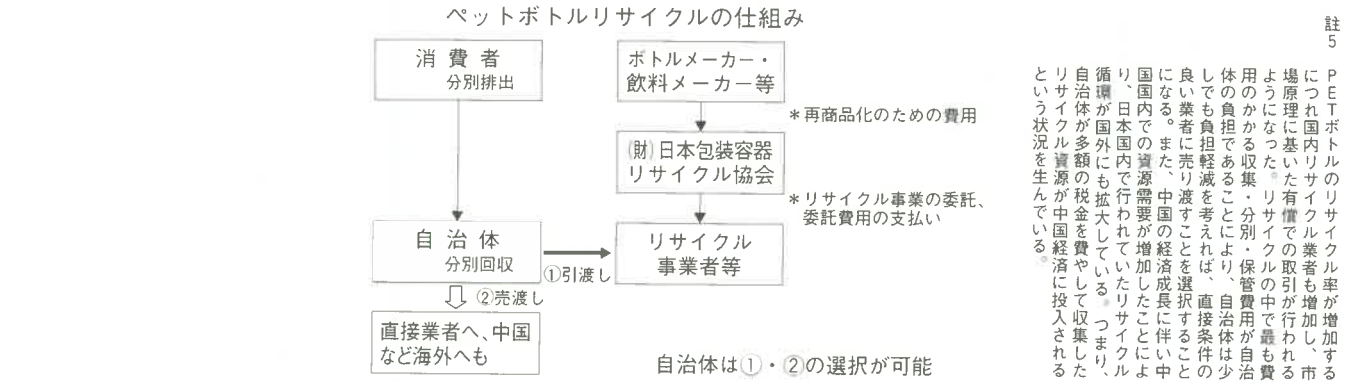 註5
PETボトルのリサイクル率が増加する
につれ国内リサイクル業者も増加し、市
場原理に基いた有償での取引が行われる
ようになった。リサイクルの中で最も費
用のかかる収集・分別・保管費用が自治
体の負担であることにより、自治体は少
しでも負担軽減を考えれば、直接条件の
良い業者に売り渡すことを選択すること
になる。また、中国の経済成長に伴い中
国国内での資源需要が増加したことによ
り、日本国内で行われていたリサイクル
循環が国外にも拡大している。つまり、
自治体が多額の税金を費やして収集した
リサイクル資源が中国経済に投入される
という状況を生んでいる。
ペットボトルリサイクルの仕組み
消費者
分別排出
ボトルメーカー・
飲料メーカー等
*再商品化のための費用
(財)日本包装容器
リサイクル協会
*リサイクル事業の委託、
委託費用の支払い
自治体
分別回収
①引渡し
リサイクル
事業者等
②売渡し
直接業者へ、中国
など海外へも
自治体は①・②の選択が可能